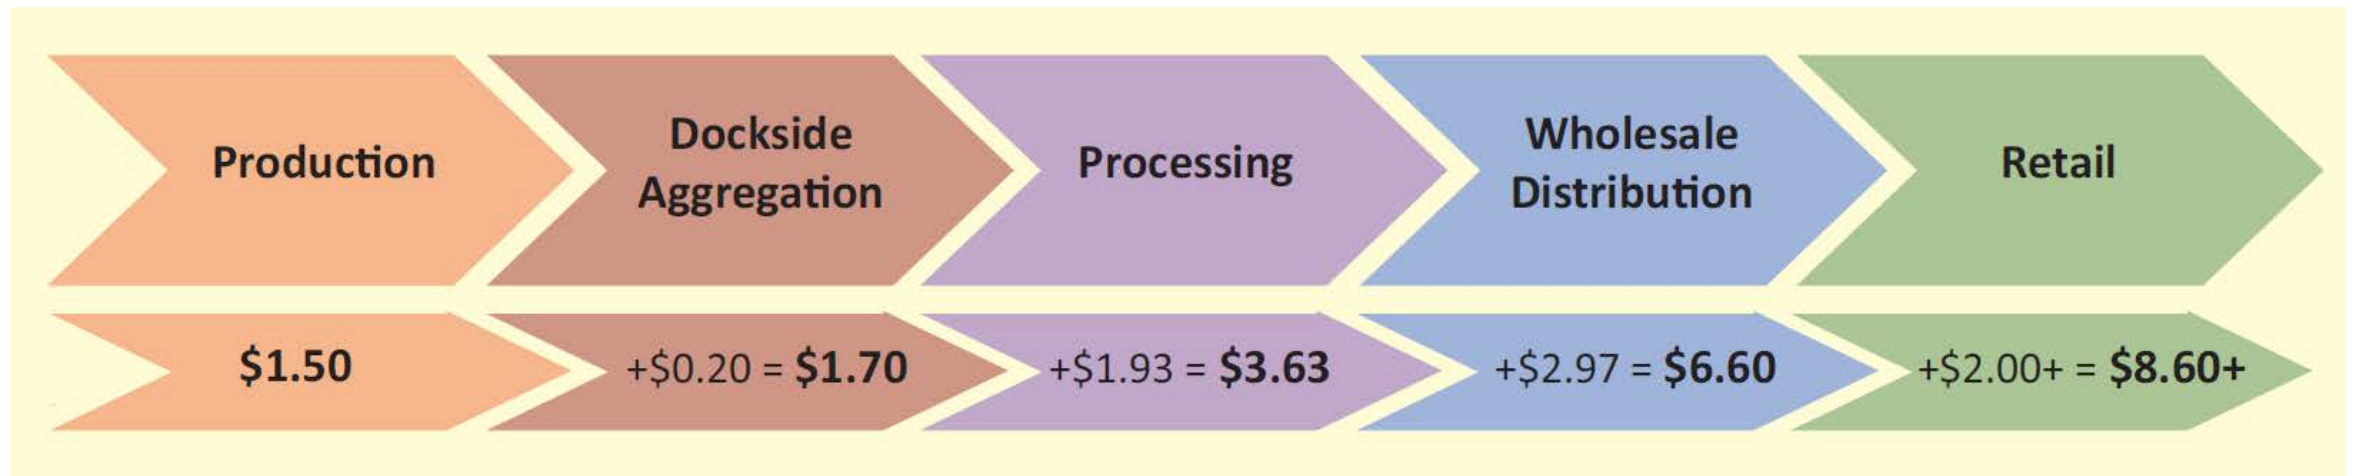 Production
Dockside
Aggregation
Processing
Wholesale
Distribution
Retail
$1.50
+$0.20 = $1.70
+$1.93 = $3.63
+$2.97 = $6.60
+$2.00+ = $8.60+